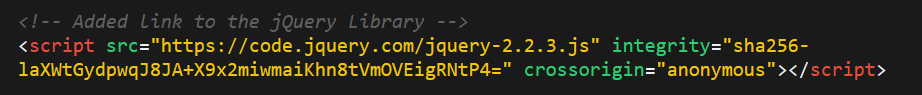 <!-- Added link to the jQuery Library -->
<script src="https://code.jquery.com/jquery-2.2.3.js" integrity="sha256-
laXWtGydpwqJ8JA+X9x2miwmaiKhn8tVmOVEigRNtP4=" crossorigin="anonymous"></script>